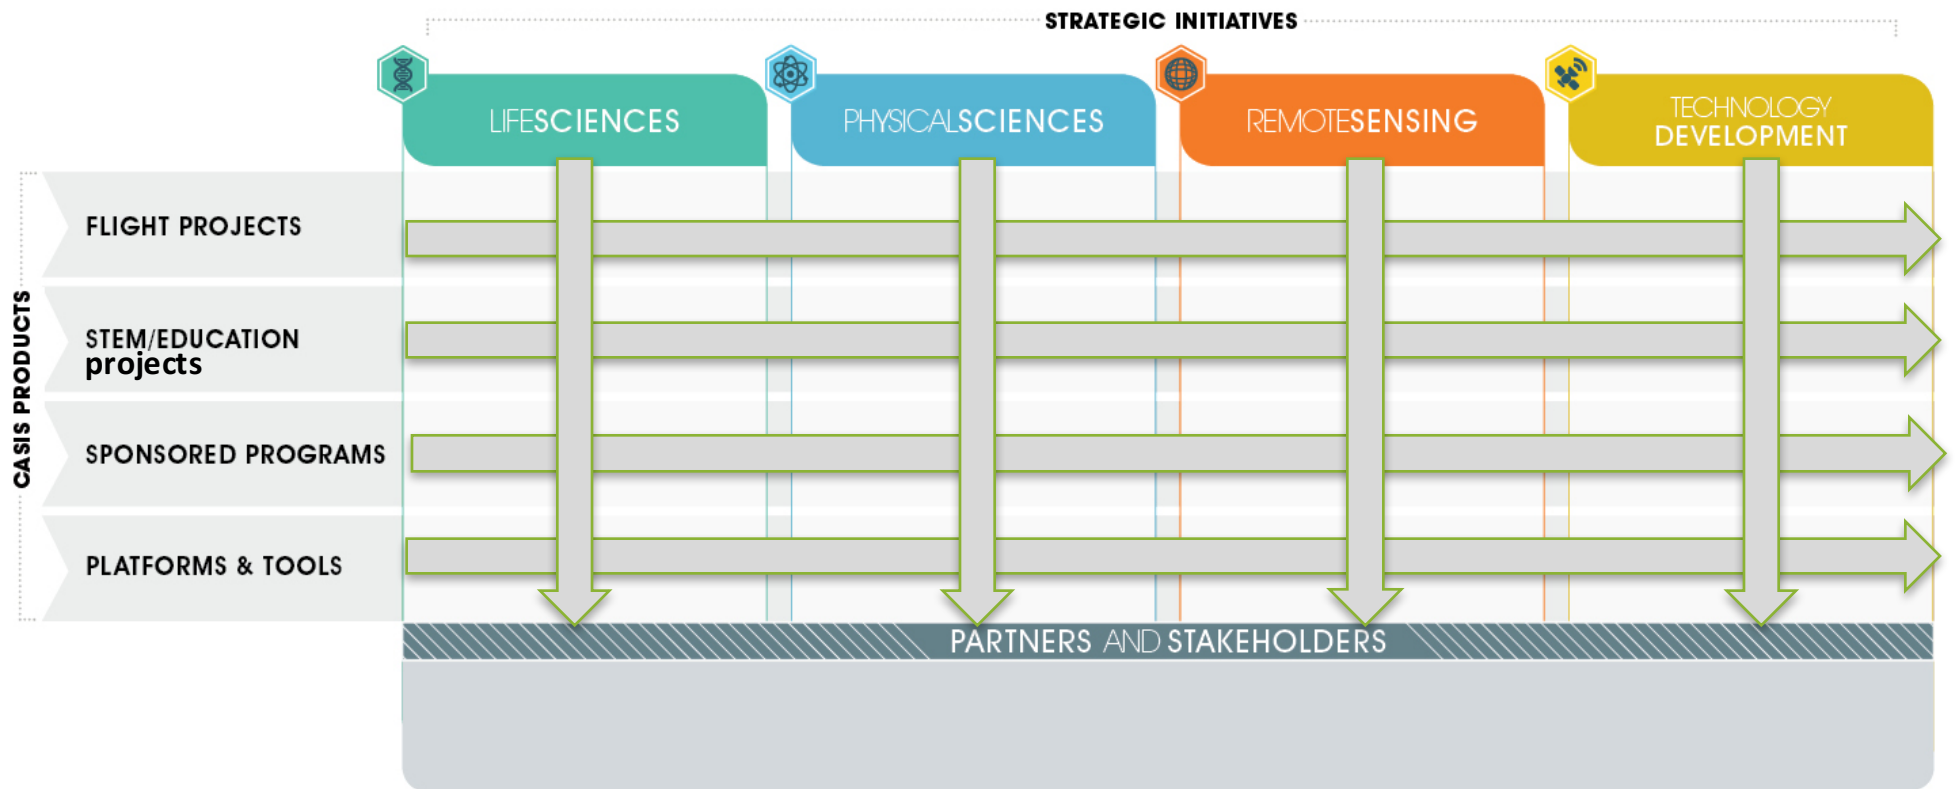 STRATEGIC INITIATIVES
LIFESCIENCES
PHYSICALSCIENCES
REMOTESENSING
TECHNOLOGY
DEVELOPMENT
CASIS PRODUCTS
FLIGHT PROJECTS
STEM/EDUCATION
projects
SPONSORED PROGRAMS
PLATFORMS & TOOLS
PARTNERS AND STAKEHOLDERS